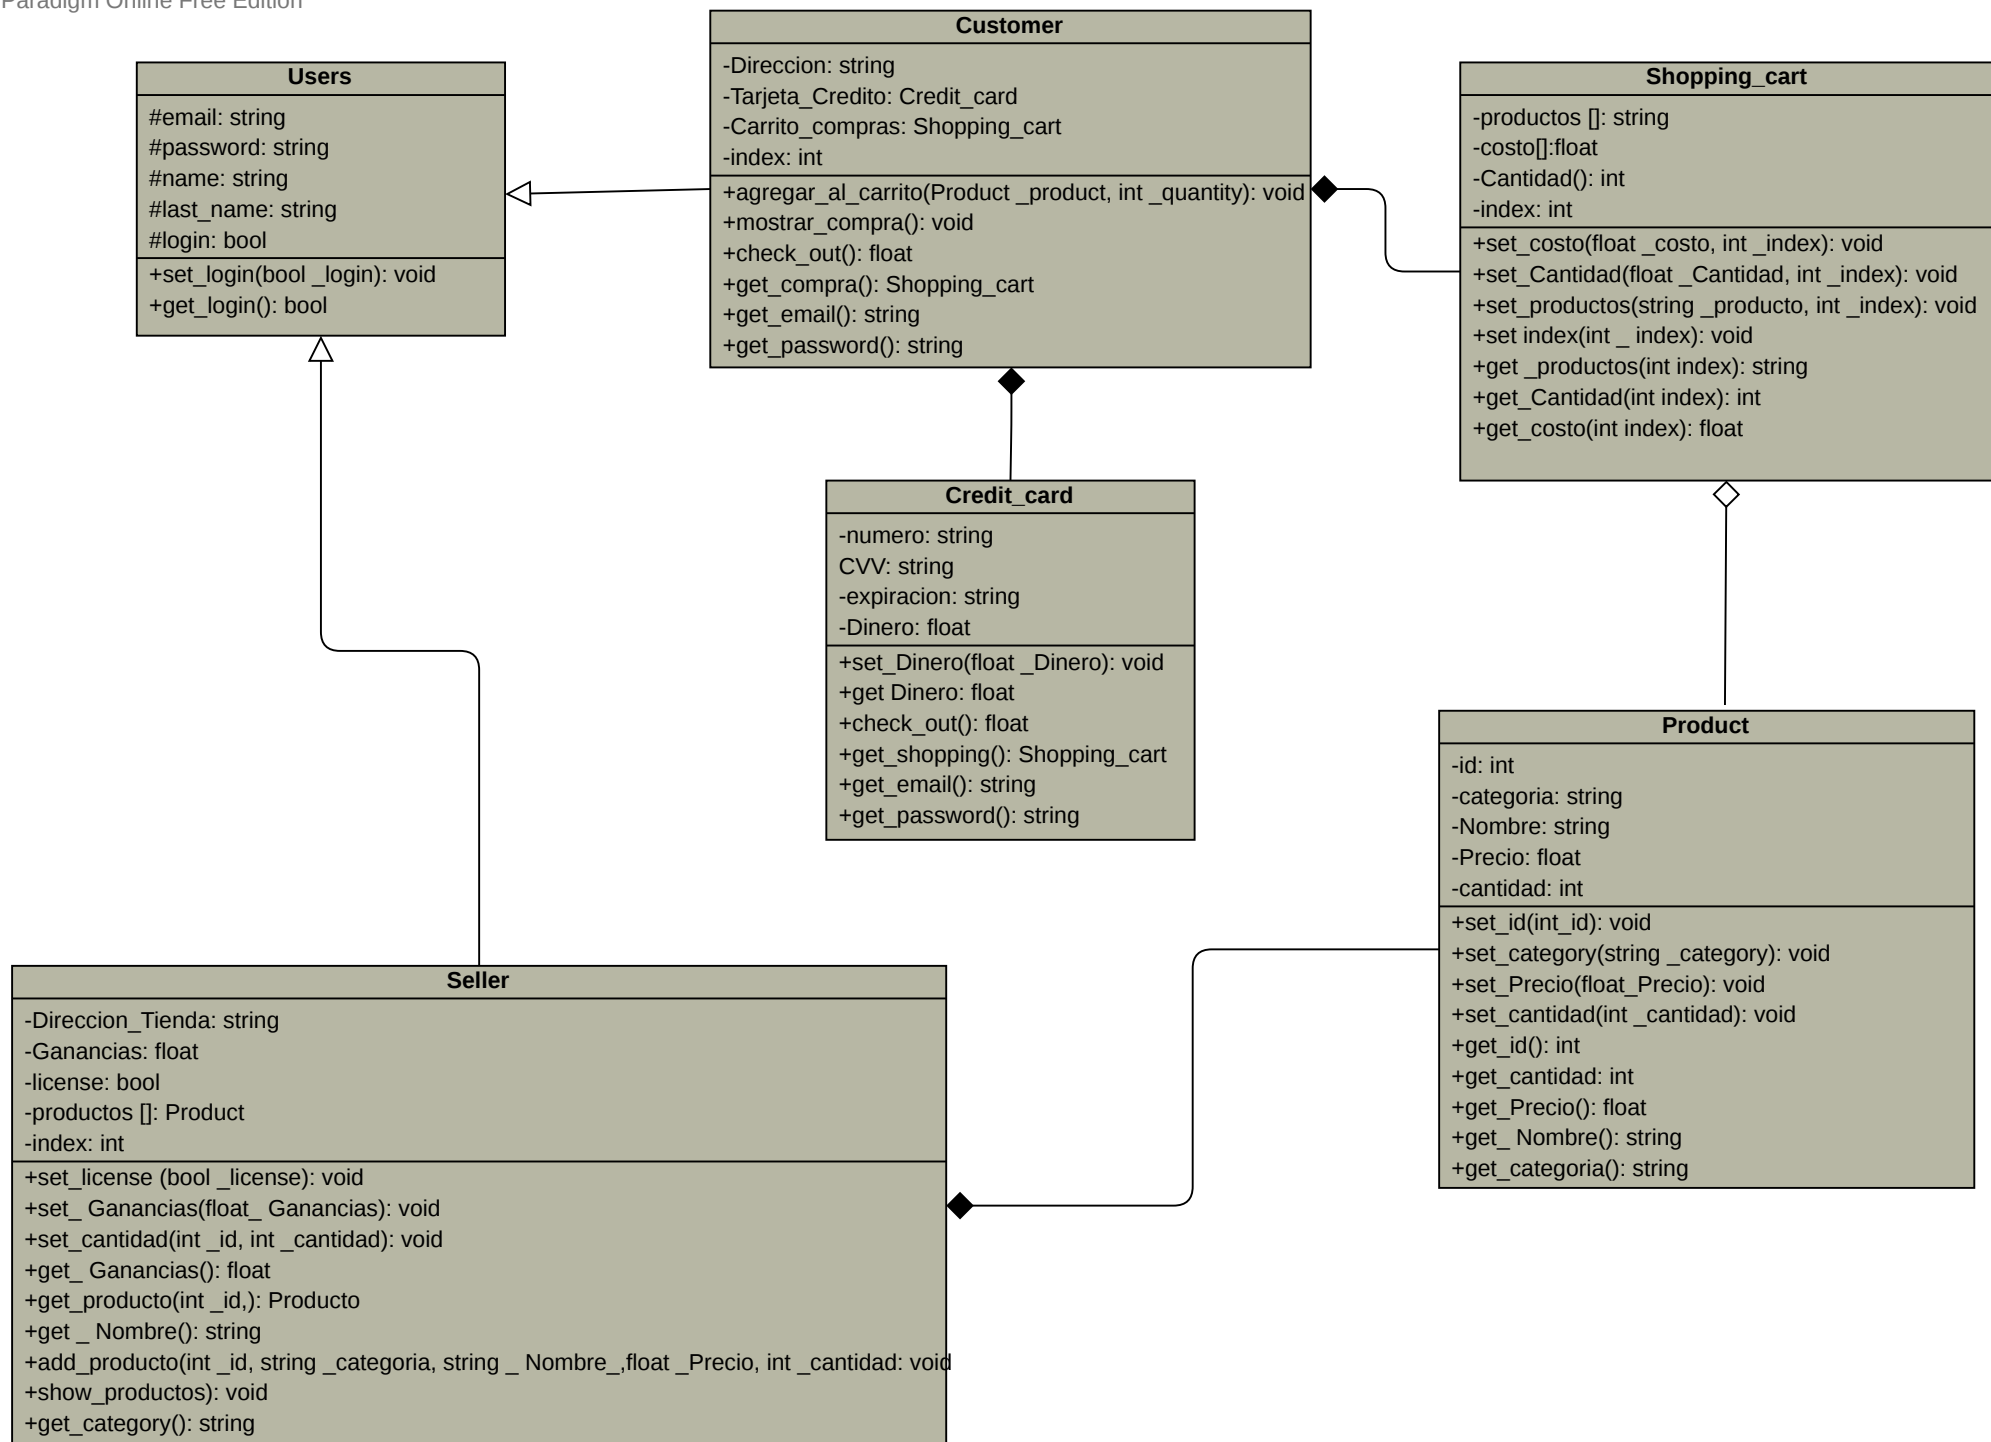 Paradigm Online Free Edition
Users
#email: string
#password: string
#name: string
#last_name: string
#login: bool
+set_login(bool _login): void
+get_login(): bool
Customer
-Direccion: string
-Tarjeta_Credito: Credit_card
-Carrito_compras: Shopping_cart
-index: int
+agregar_al_carrito(Product _product, int _quantity): void
+mostrar_compra(): void
+check_out(): float
+get_compra(): Shopping_cart
+get_email(): string
+get_password(): string
Shopping_cart
-productos []: string
-costo[]:float
-Cantidad(): int
-index: int
+set_costo(float _costo, int _index): void
+set_Cantidad(float _Cantidad, int _index): void
+set_productos(string _producto, int _index): void
+set index(int _ index): void
+get _productos(int index): string
+get_Cantidad(int index): int
+get_costo(int index): float
Credit_card
-numero: string
CVV: string
-expiracion: string
-Dinero: float
+set_Dinero(float _Dinero): void
+get Dinero: float
+check_out(): float
+get_shopping(): Shopping_cart
+get_email(): string
+get_password(): string
Product
-id: int
-categoria: string
-Nombre: string
-Precio: float
-cantidad: int
+set_id(int_id): void
+set_category(string _category): void
+set_Precio(float_Precio): void
+set_cantidad(int _cantidad): void
+get_id(): int
+get_cantidad: int
+get_Precio(): float
+get_ Nombre(): string
+get_categoria(): string
Seller
-Direccion_Tienda: string
-Ganancias: float
-license: bool
-productos []: Product
-index: int
+set_license (bool _license): void
+set_ Ganancias(float_ Ganancias): void
+set_cantidad(int _id, int _cantidad): void
+get_ Ganancias(): float
+get_producto(int _id,): Producto
+get _ Nombre(): string
+add_producto(int _id, string _categoria, string _ Nombre_,float _Precio, int _cantidad: void
+show_productos): void
+get_category(): string